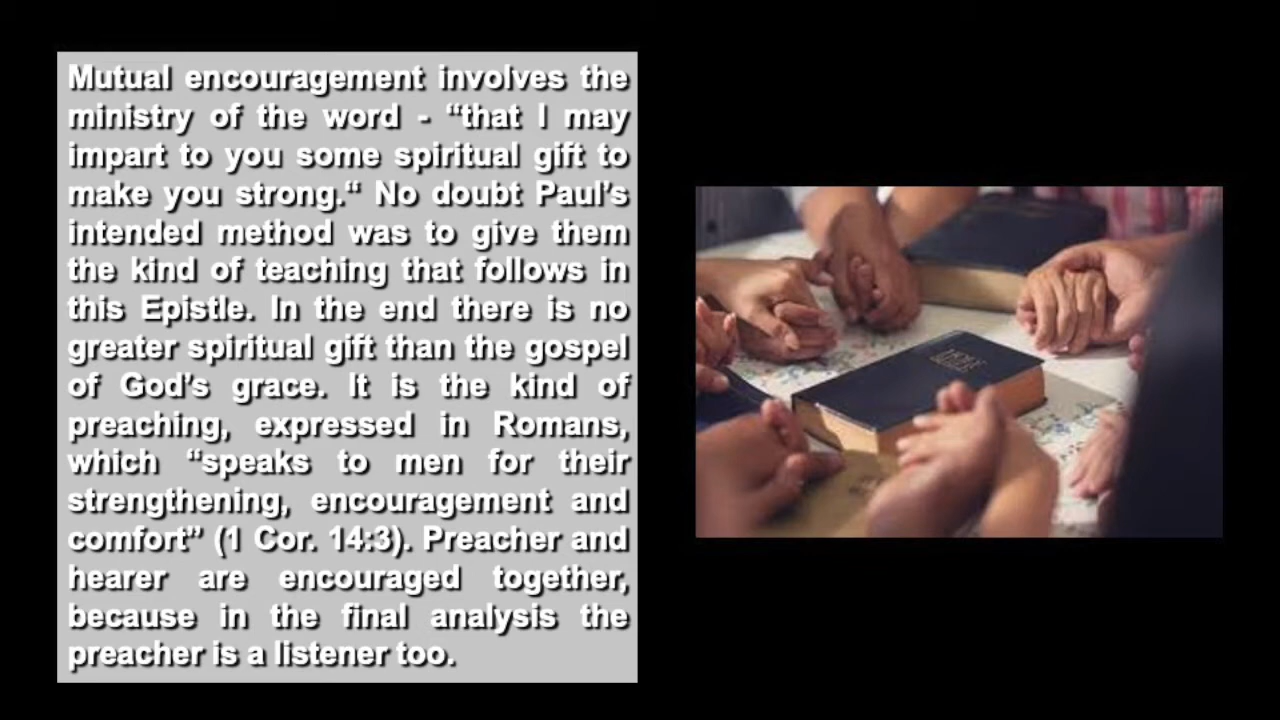 Mutual encouragement involves the
ministry of the word - “that I may
impart to you some spiritual gift to
make you strong.“ No doubt Paul’s
intended method was to give them
the kind of teaching that follows in
this Epistle. In the end there is no
greater spiritual gift than the gospel
of God’s grace. It is the kind of
preaching, expressed in Romans,
which “speaks to men for their
strengthening, encouragement and
comfort” (1 Cor. 14:3). Preacher and
hearer are encouraged together,
because in the final analysis the
preacher is a listener too.